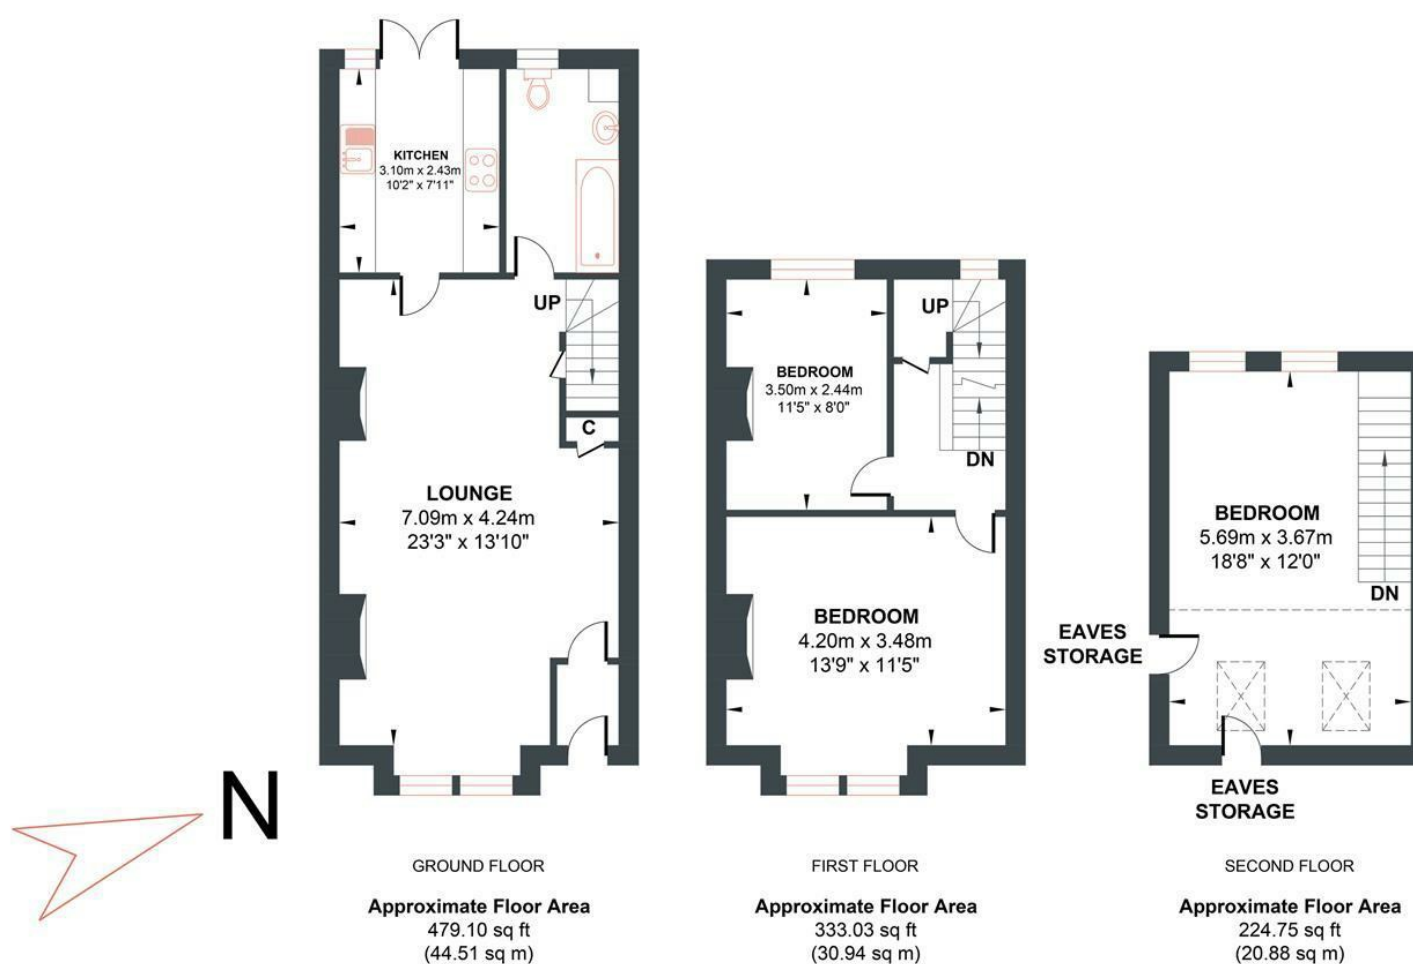 KITCHEN
3.10m x 2.43m
10'2" x 7'11"
UP
C
LOUNGE
7.09m x 4.24m
23'3" x 13'10"
N
GROUND FLOOR
Approximate Floor Area
479.10 sq ft
(44.51 sq m)
UP
BEDROOM
3.50m x 2.44m
11'5" x 8'0"
DN
BEDROOM
4.20m x 3.48m
13'9" x 11'5"
FIRST FLOOR
Approximate Floor Area
333.03 sq ft
(30.94 sq m)
BEDROOM
5.69m x 3.67m
18'8" x 12'0"
DN
EAVES
STORAGE
EAVES
STORAGE
SECOND FLOOR
Approximate Floor Area
224.75 sq ft
(20.88 sq m)